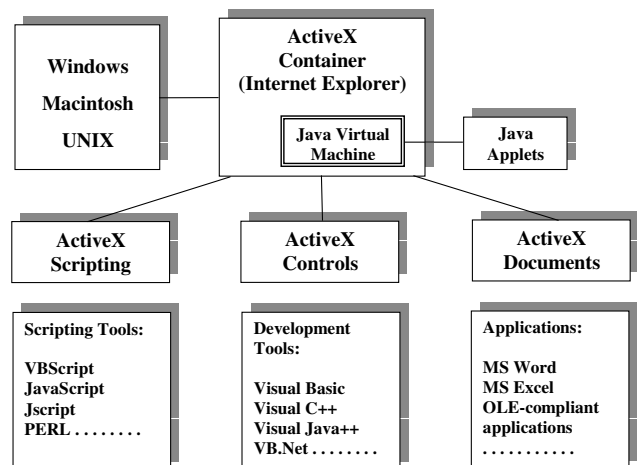 Windows
Macintosh
UNIX
ActiveX
Container
(Internet Explorer)
Java Virtual
Machine
Java
Applets
ActiveX
Scripting
ActiveX
Controls
ActiveX
Documents
Scripting Tools:
VBScript
JavaScript
Jscript
PERL . . . . . . . .
Development
Tools:
Visual Basic
Visual C++
Visual Java++
VB.Net . . . . . . . .
Applications:
MS Word
MS Excel
OLE-compliant
applications
. . . . . . . . . . .